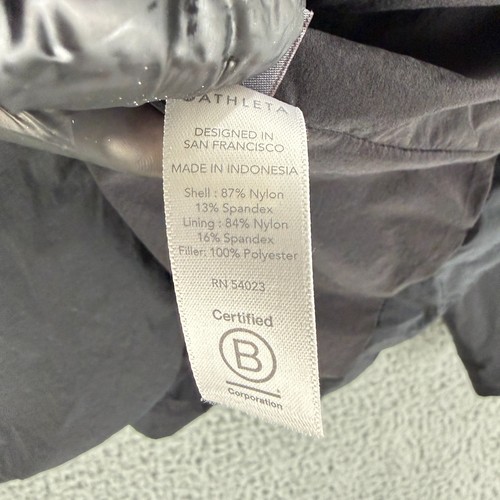 ATHLETA
DESIGNED IN
SAN FRANCISCO
MADE IN INDONESIA
Shell : 87% Nylon
13% Spandex
Lining : 84% Nylon
16% Spandex
Filler: 100% Polyester
RN 54023
Certified
B
Corporation